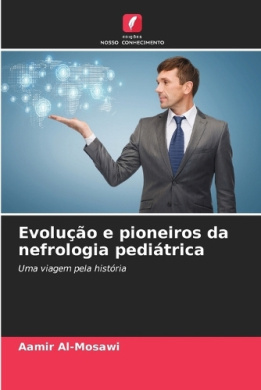 edições
NOSSO CONHECIMENTO
Evolução e pioneiros da
nefrologia pediátrica
Uma viagem pela história
Aamir Al-Mosawi